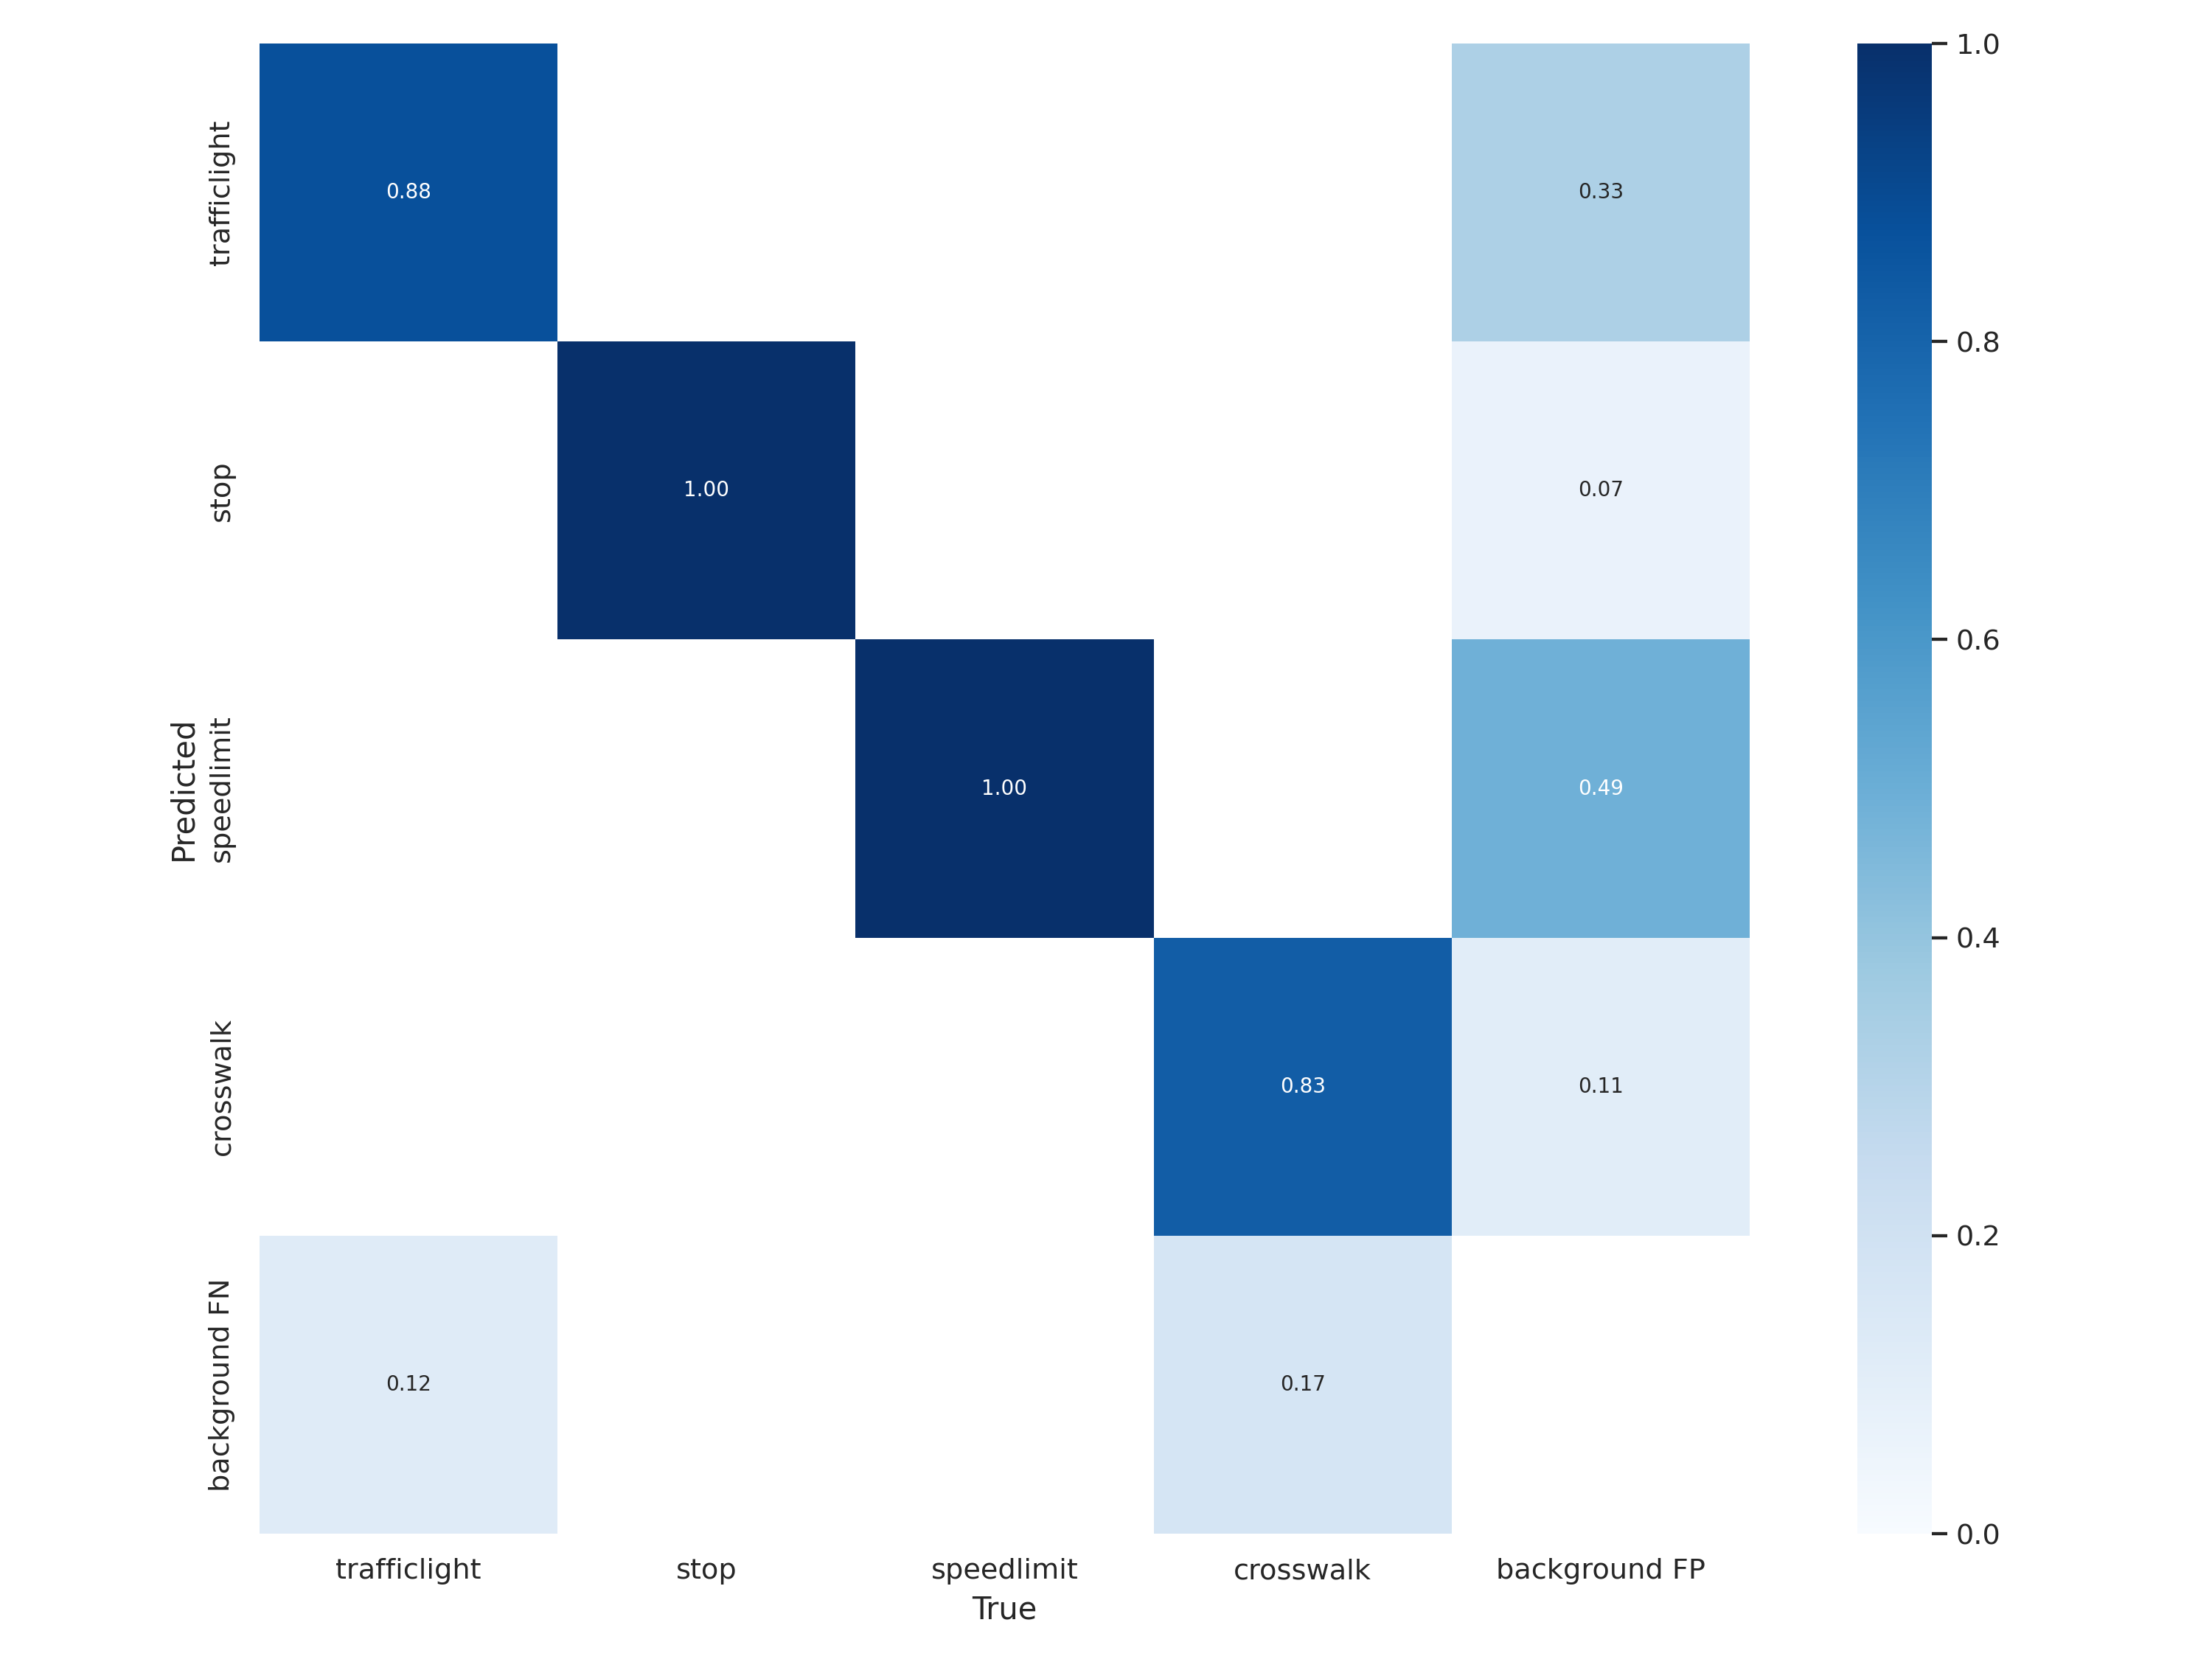 trafficlight
0.88
0.33
stop
1.00
0.07
Predicted
speedlimit
1.00
0.49
crosswalk
0.83
0.11
background FN
0.12
0.17
trafficlight
stop
speedlimit
crosswalk
background FP
True
1.0
0.8
0.6
0.4
0.2
0.0